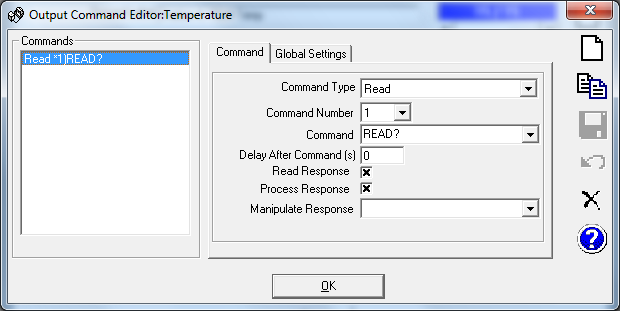 Output Command Editor:Temperature
Commands
Read *1)READ?
Command
Global Settings
Command Type
Read
Command Number
1
Command
READ?
Delay After Command (s)
0
Read Response
Process Response
Manipulate Response
OK